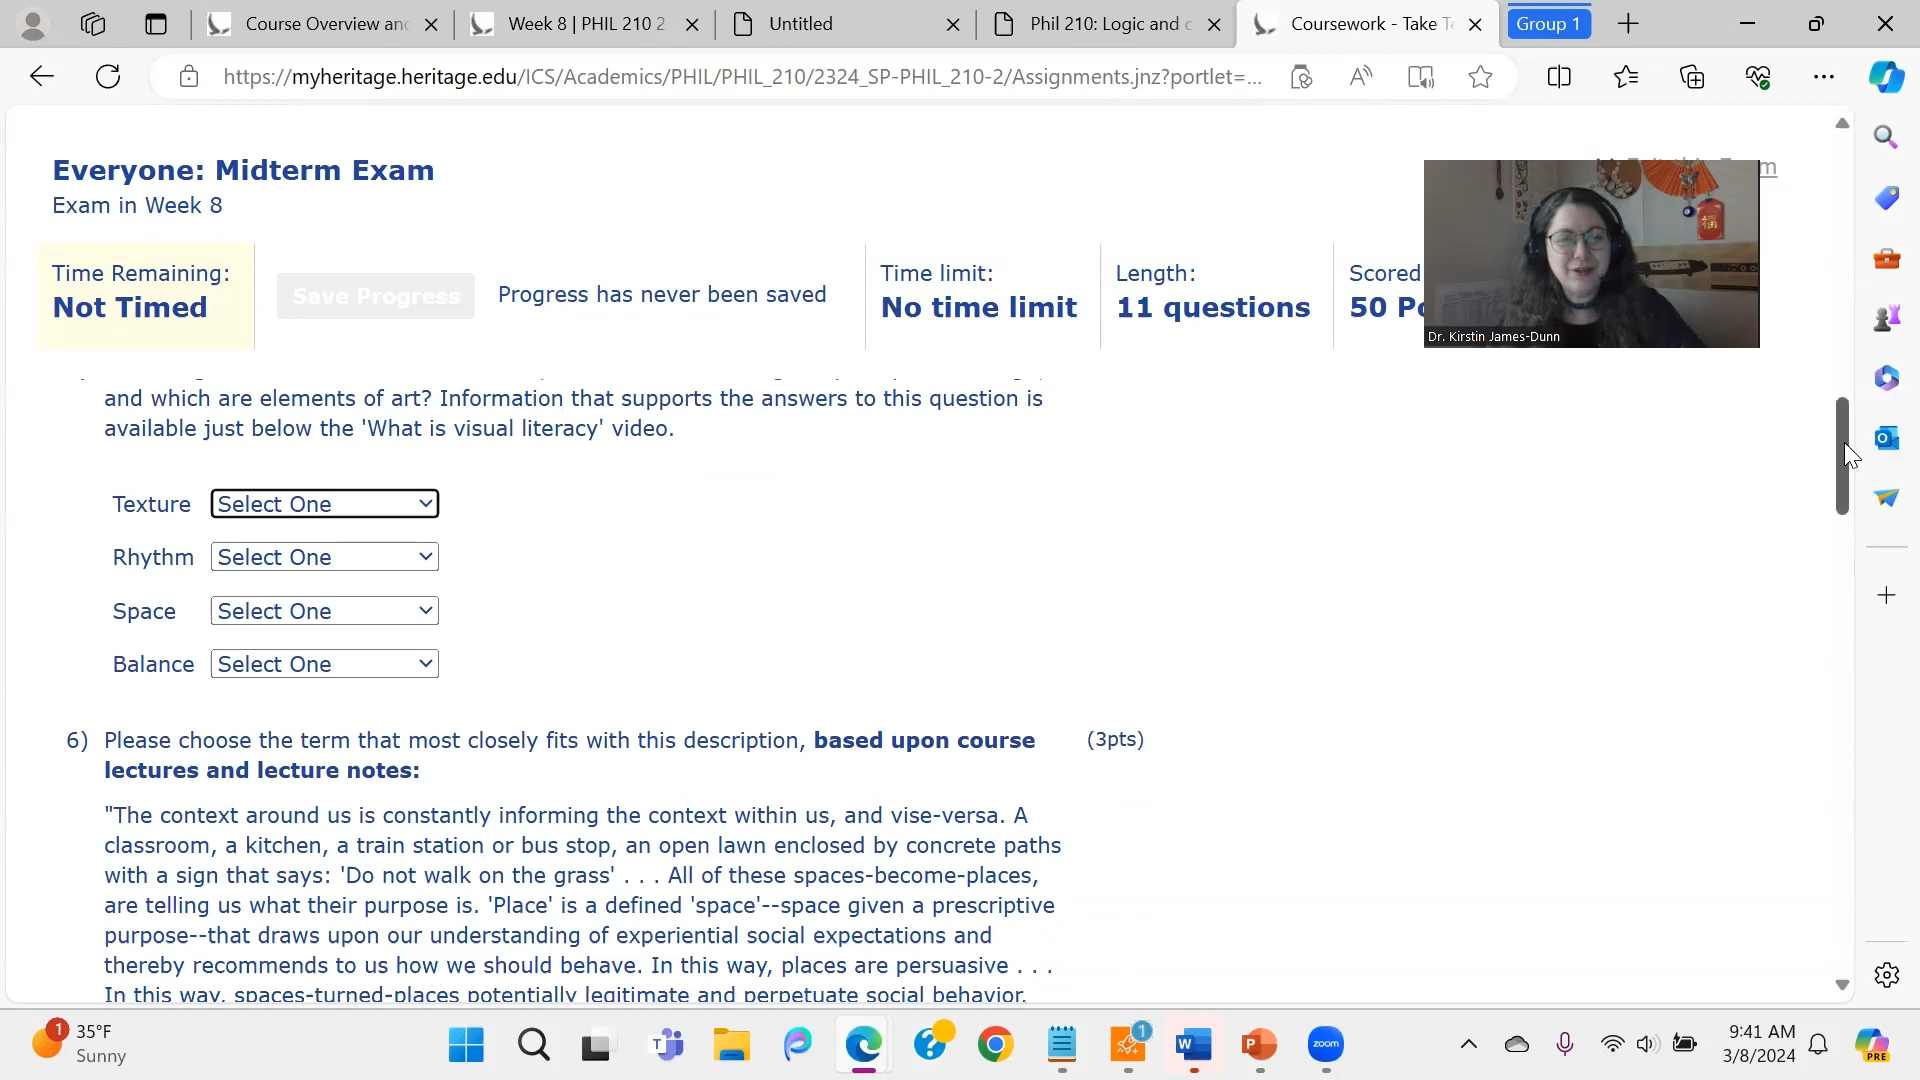 Course Overview and
Week 8 | PHIL 210 2
Untitled
Phil 210: Logic and c
Coursework - Take Te
Group 1
https://myheritage.heritage.edu/ICS/Academics/PHIL/PHIL_210/2324_SP-PHIL_210-2/Assignments.jnz?portlet=...
Everyone: Midterm Exam
Exam in Week 8
Time Remaining:
Not Timed
Save Progress
Progress has never been saved
Time limit:
No time limit
Length:
11 questions
Scored
50 Po
Dr. Kirstin James-Dunn
and which are elements of art? Information that supports the answers to this question is
available just below the 'What is visual literacy' video.
Texture Select One
Rhythm Select One
Space Select One
Balance Select One
6) Please choose the term that most closely fits with this description, based upon course (3pts)
lectures and lecture notes:
"The context around us is constantly informing the context within us, and vise-versa. A
classroom, a kitchen, a train station or bus stop, an open lawn enclosed by concrete paths
with a sign that says: 'Do not walk on the grass' . . . All of these spaces-become-places,
are telling us what their purpose is. 'Place' is a defined 'space'--space given a prescriptive
purpose--that draws upon our understanding of experiential social expectations and
thereby recommends to us how we should behave. In this way, places are persuasive . . .
In this way, spaces-turned-places potentially legitimate and perpetuate social behavior.
1
35°F
Sunny
1
zoom
9:41 AM
3/8/2024
PRE